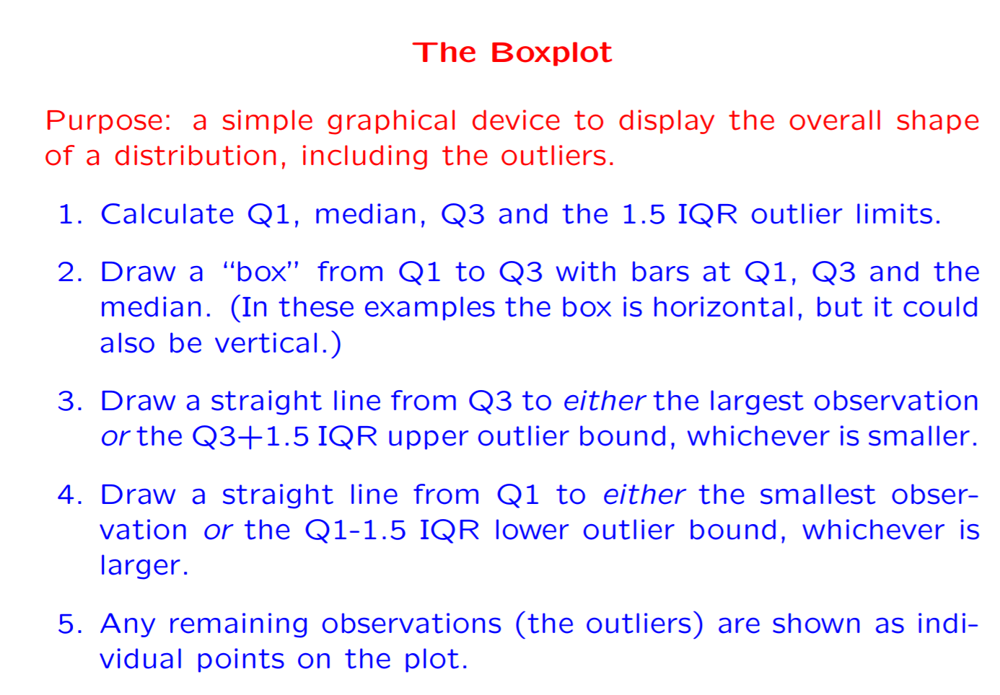 The Boxplot
Purpose: a simple graphical device to display the overall shape
of a distribution, including the outliers.
1. Calculate Q1, median, Q3 and the 1.5 IQR outlier limits.
2. Draw a “box” from Q1 to Q3 with bars at Q1, Q3 and the
median. (In these examples the box is horizontal, but it could
also be vertical.)
3. Draw a straight line from Q3 to either the largest observation
or the Q3+1.5 IQR upper outlier bound, whichever is smaller.
4. Draw a straight line from Q1 to either the smallest obser-
vation or the Q1-1.5 IQR lower outlier bound, whichever is
larger.
5. Any remaining observations (the outliers) are shown as indi-
vidual points on the plot.